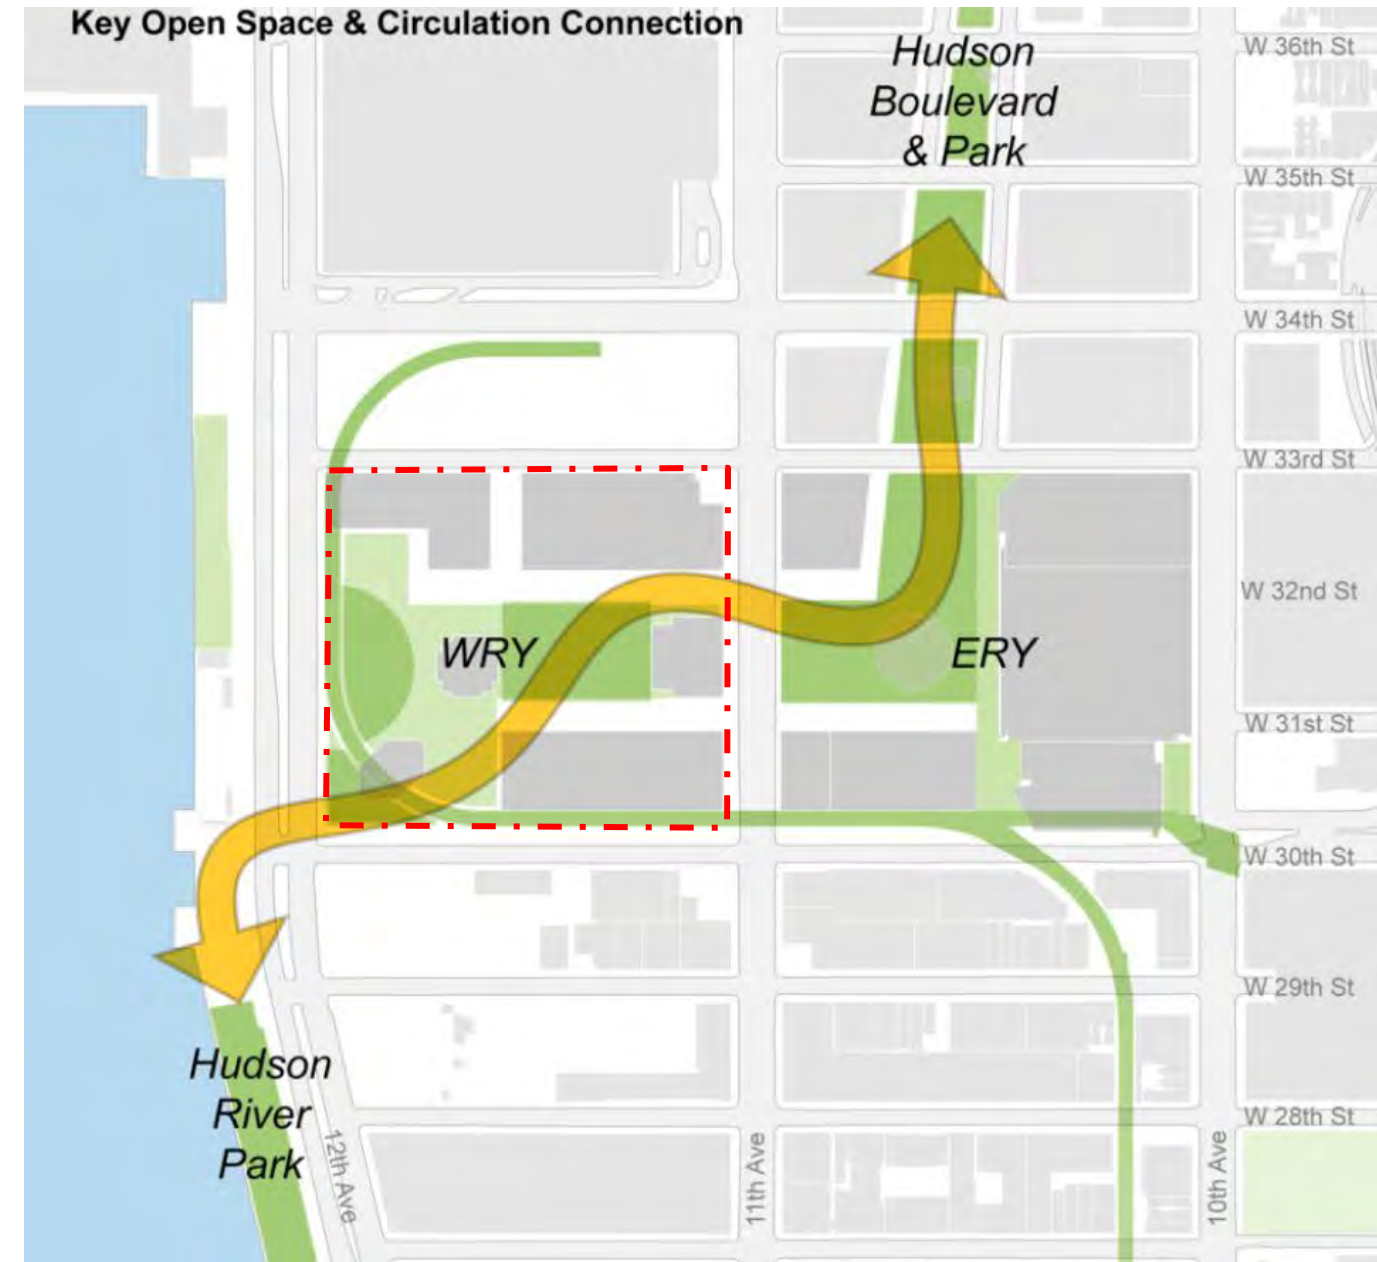 Key Open Space & Circulation Connection
Hudson
Boulevard
& Park
W 36th St
W 35th St
W 34th St
W 33rd St
W 32nd St
WRY
ERY
W 31st St
W 30th St
W 29th St
Hudson
River
Park
W 28th St
12th Ave
11th Ave
10th Ave